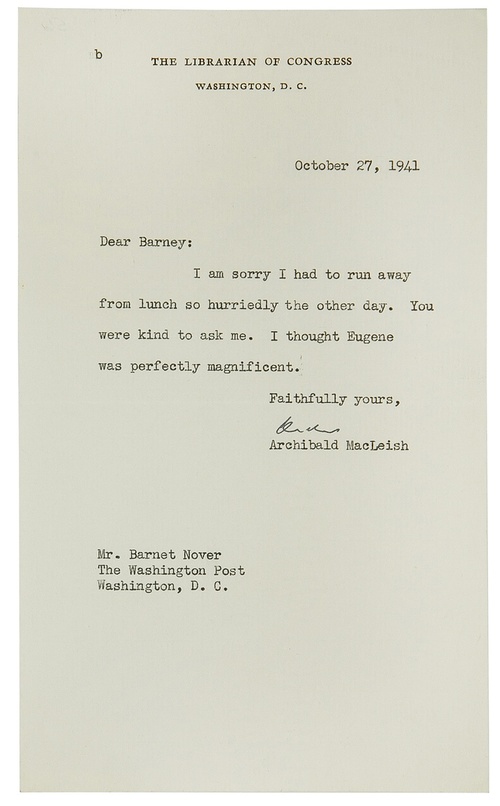 b
THE LIBRARIAN OF CONGRESS
WASHINGTON, D. C.
October 27, 1941
Dear Barney:
I am sorry I had to run away
from lunch so hurriedly the other day. You
were kind to ask me. I thought Eugene
was perfectly magnificent.
Faithfully yours,
Archibald MacLeish
Mr. Barnet Nover
The Washington Post
Washington, D. C.